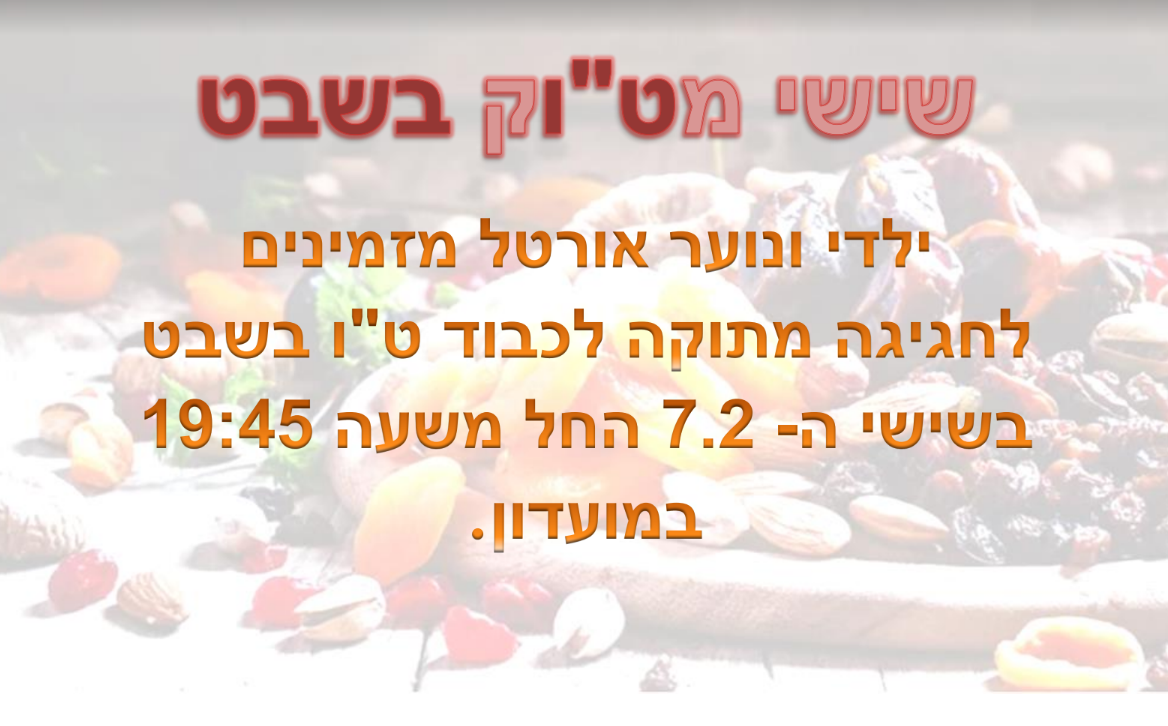 שישי מט"וק בשבט
ילדי ונוער אורטל מזמינים
לחגיגה מתוקה לכבוד ט"ו בשבט
בשישי ה- 7.2 החל משעה 19:45
במועדון.